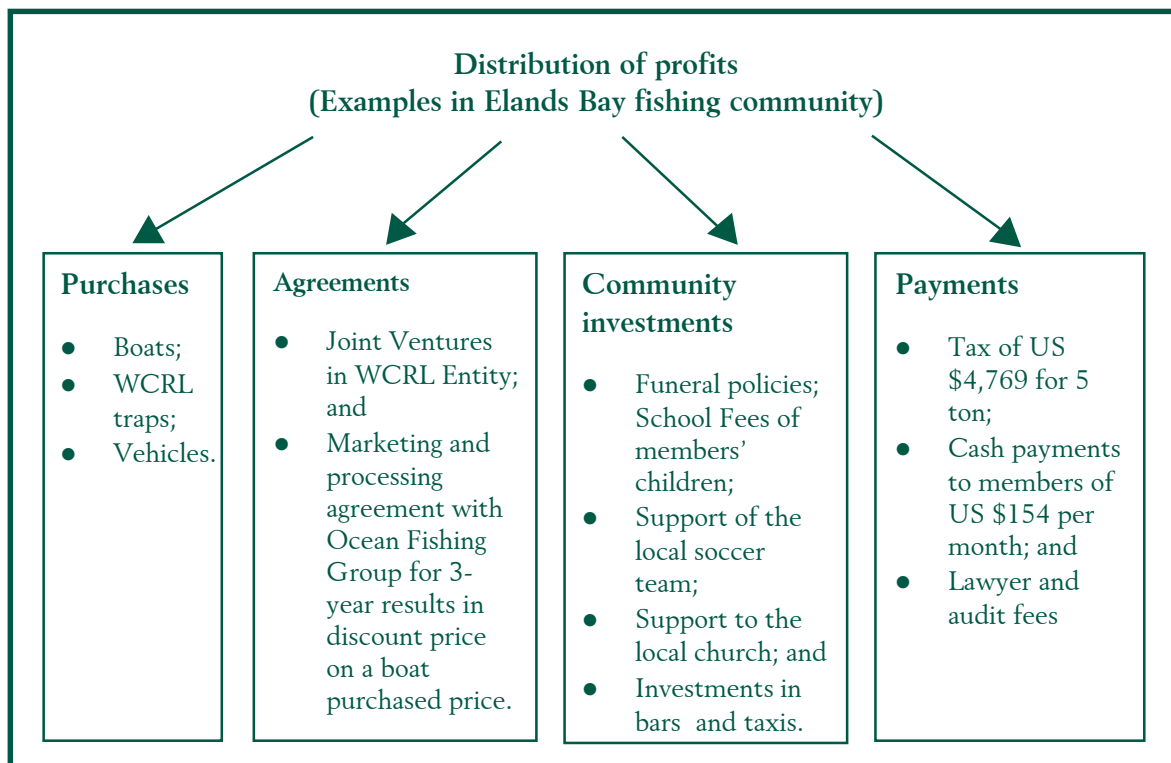 Distribution of profits
(Examples in Elands Bay fishing community)
Purchases
● Boats;
● WCRL
traps;
● Vehicles.
Agreements
● Joint Ventures
in WCRL Entity;
and
● Marketing and
processing
agreement with
Ocean Fishing
Group for 3-
year results in
discount price
on a boat
purchased price.
Community
investments
● Funeral policies;
School Fees of
members’
children;
● Support of the
local soccer
team;
● Support to the
local church; and
● Investments in
bars and taxis.
Payments
● Tax of US
$4,769 for 5
ton;
● Cash payments
to members of
US $154 per
month; and
● Lawyer and
audit fees